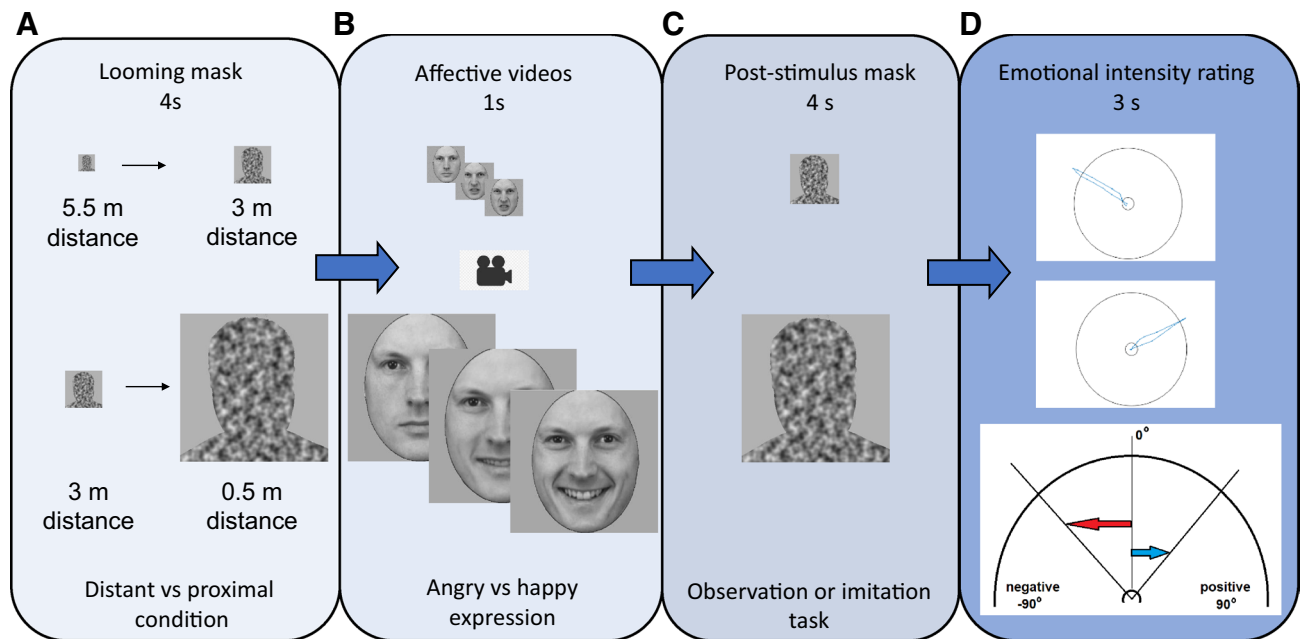 A
Looming mask
4s
5.5 m
distance
3 m
distance
3 m
distance
0.5 m
distance
Distant vs proximal
condition
B
Affective videos
1s
Angry vs happy
expression
C
Post-stimulus mask
4 s
Observation or imitation
task
D
Emotional intensity rating
3 s
0°
negative
-90°
positive
90°